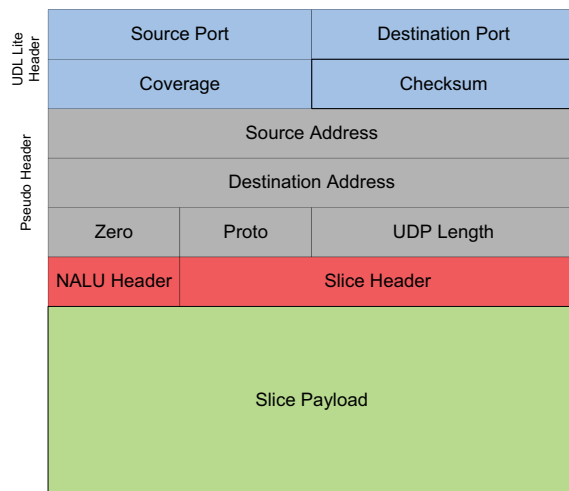 UDL Lite
Header
Source Port Destination Port
Coverage Checksum
Pseudo Header
Source Address
Destination Address
Zero Proto UDP Length
NALU Header Slice Header
Slice Payload